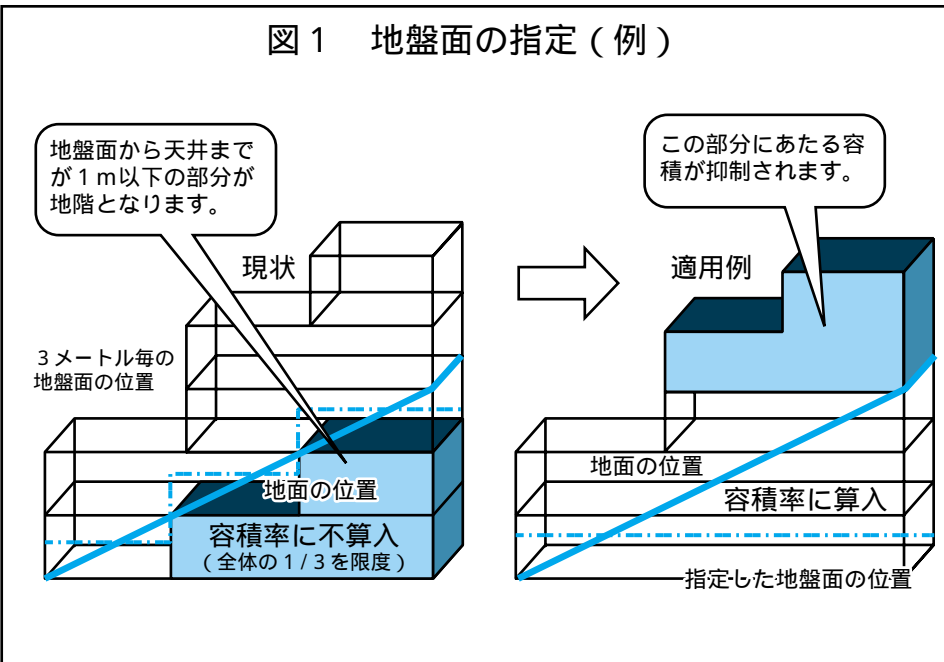 図１　地盤面の指定（例）
地盤面から天井まで
が１ｍ以下の部分が
地階となります。
現状
３メートル毎の
地盤面の位置
地面の位置
容積率に不算入
（全体の１/３を限度）
この部分にあたる容
積が抑制されます。
適用例
地面の位置
容積率に算入
指定した地盤面の位置